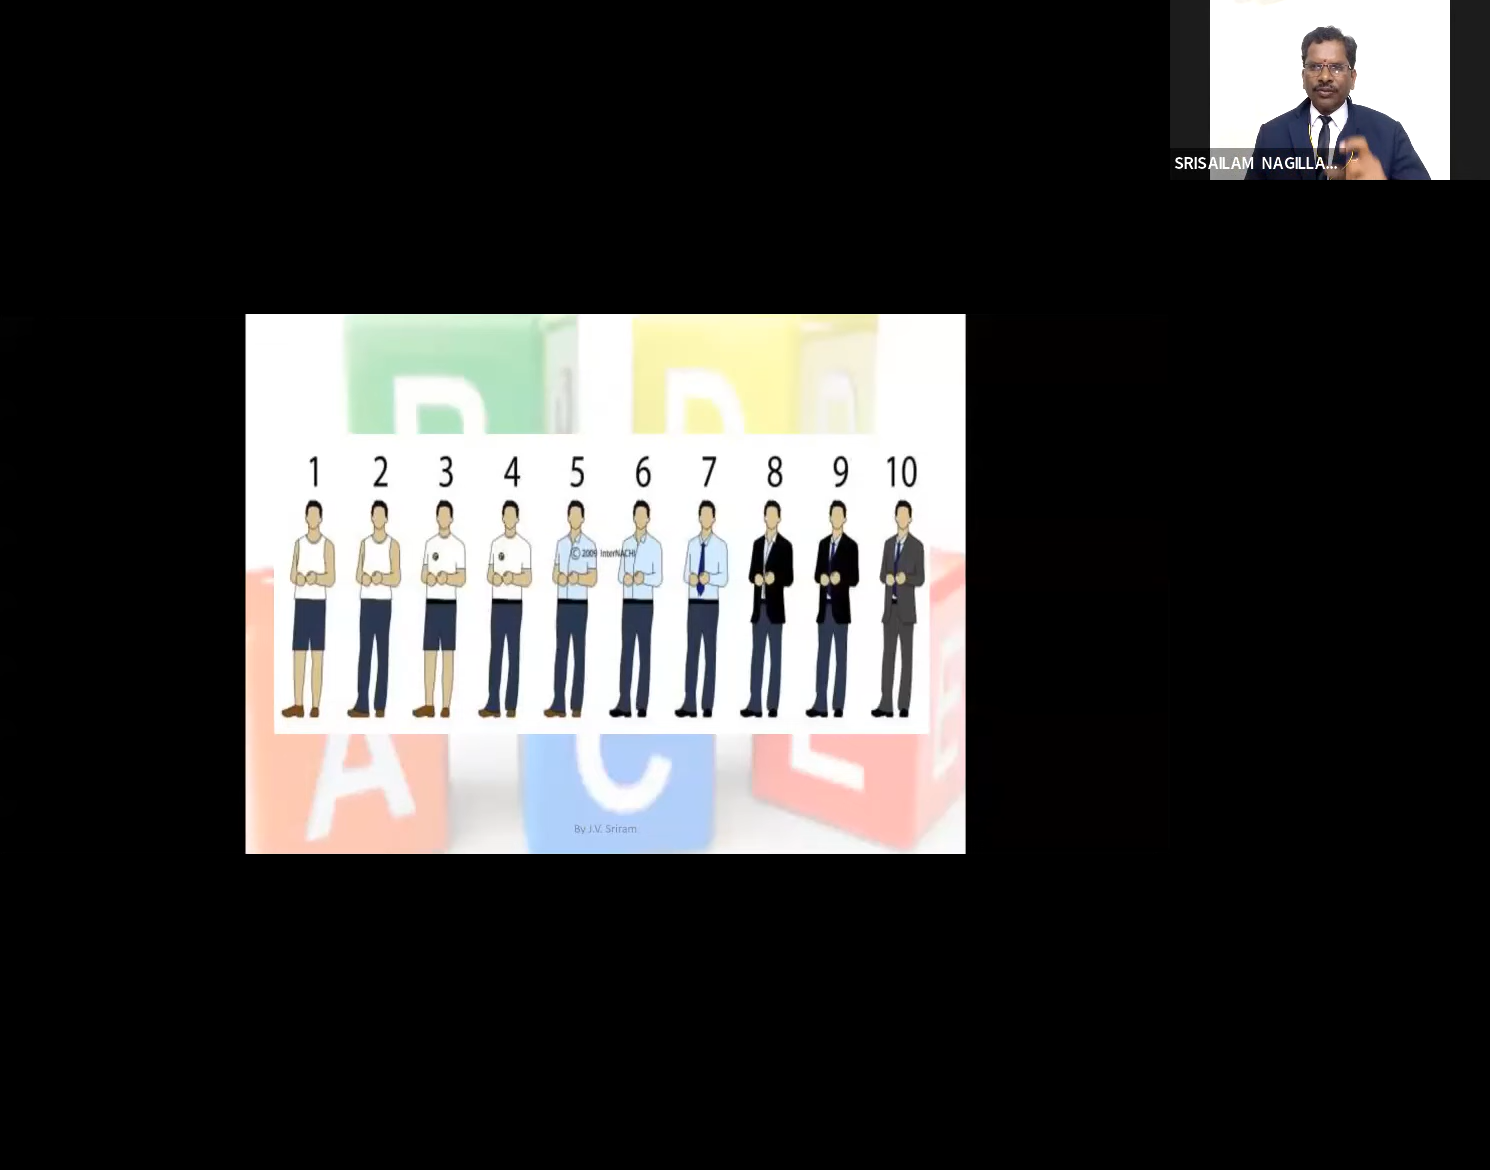 SRISAILAM NAGILLA...
1 2 3 4 5 6 7 8 9 10
© 2009 InterNACHI
A C
By J.V. Sriram